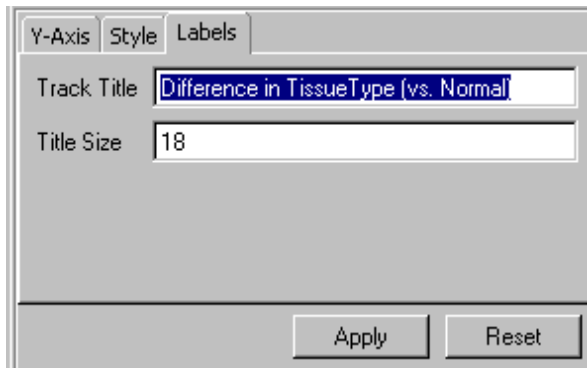 Y-Axis Style Labels
Track Title Difference in TissueType (vs. Normal)
Title Size 18
Apply Reset